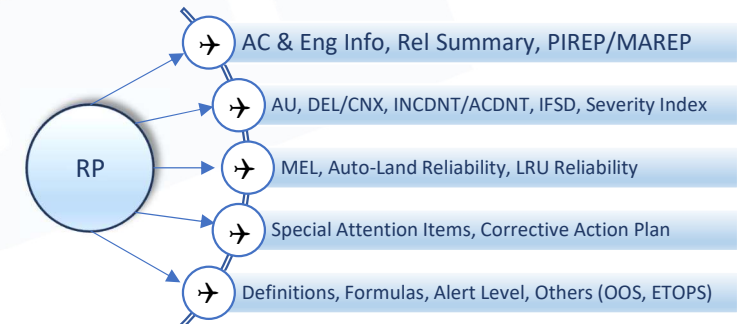 AC & Eng Info, Rel Summary, PIREP/MAREP
AU, DEL/CNX, INCDNT/ACDNT, IFSD, Severity Index
RP
MEL, Auto-Land Reliability, LRU Reliability
Special Attention Items, Corrective Action Plan
Definitions, Formulas, Alert Level, Others (OOS, ETOPS)